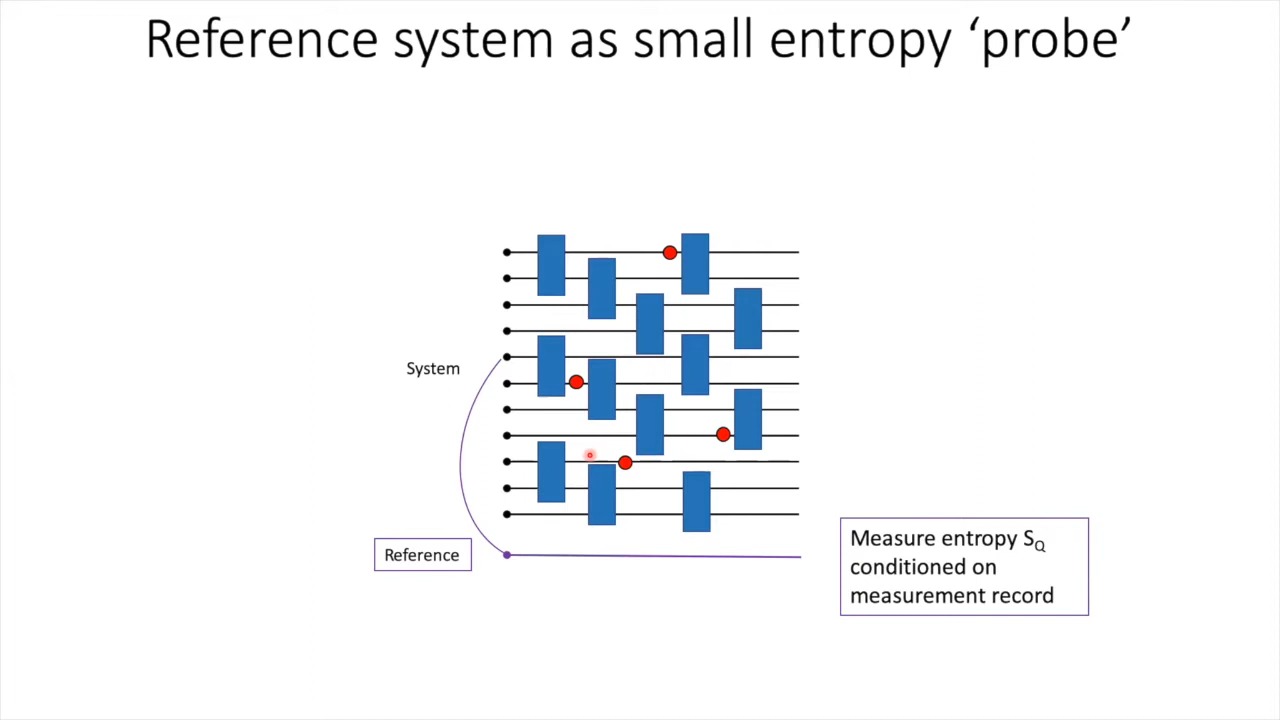 Reference system as small entropy ‘probe’
System
Reference
Measure entropy S_Q
conditioned on
measurement record